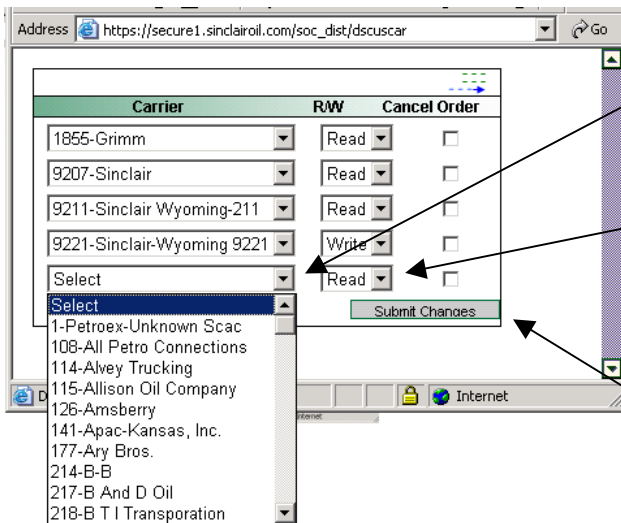 Address https://secure1.sinclairoil.com/soc_dist/dscuscar Go
Carrier R/W Cancel Order
1855-Grimm Read
9207-Sinclair Read
9211-Sinclair Wyoming-211 Read
9221-Sinclair-Wyoming 9221 Write
Select Read
Submit Changes
Select
1-Petroex-Unknown Scac
108-All Petro Connections
114-Alvey Trucking
115-Allison Oil Company
D Internet
126-Amsberry
141-Apac-Kansas, Inc.
177-Ary Bros.
214-B-B
217-B And D Oil
218-B T I Transporation